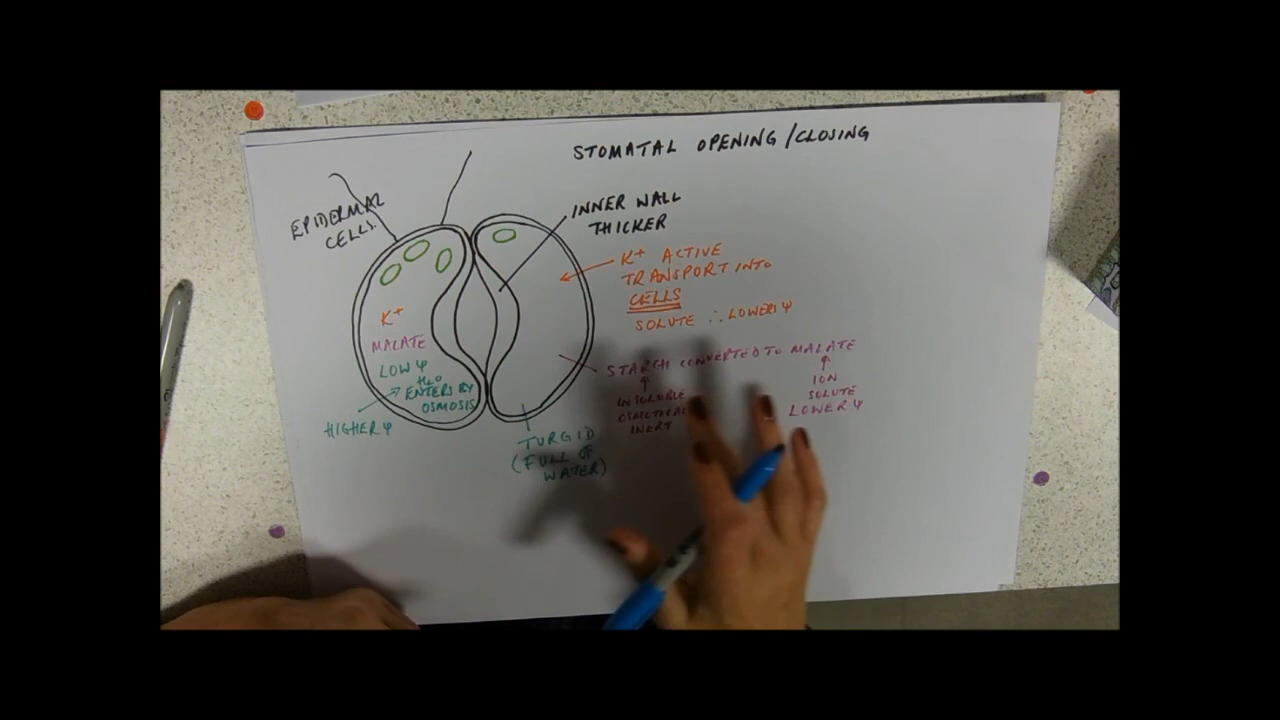 STOMATAL OPENING/CLOSING
EPIDERMAL
CELLS.
INNER WALL
THICKER
K+ ACTIVE
TRANSPORT INTO
CELLS
SOLUTE ∴ LOWERS Ψ
K+
MALATE
LOW Ψ
H₂O
ENTERS BY
OSMOSIS
HIGHER Ψ
STARCH CONVERTED TO MALATE
INSOLUBLE
INERT
ION
SOLUTE
LOWER Ψ
TURGID
(FULL OF
WATER)